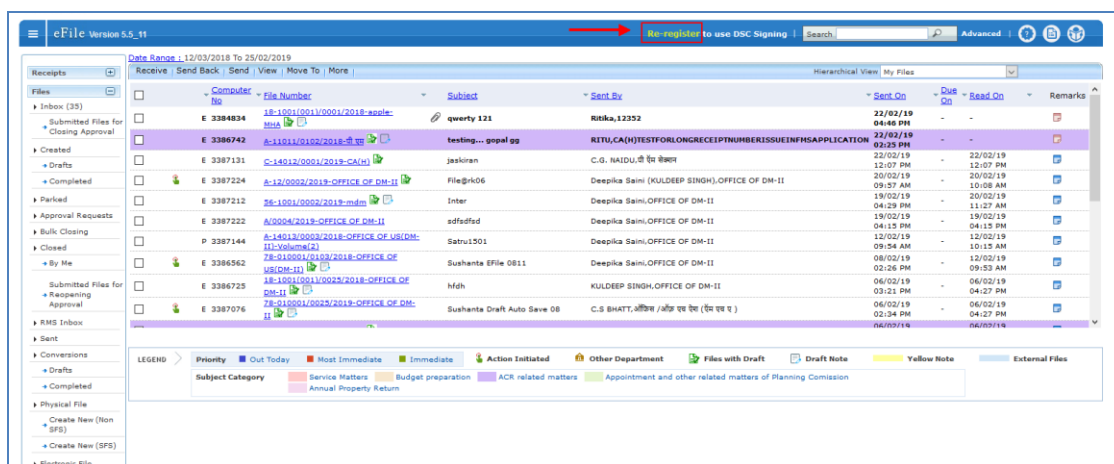 eFile Version 5.5_11
Re-register to use DSC Signing | Search Advanced |
Date Range : 12/03/2018 To 25/02/2019
Receive | Send Back | Send | View | Move To | More | Hierarchical View My Files
Receipts
Files
Inbox (35)
Submitted Files for Closing Approval
Created
Drafts
Completed
Parked
Approval Requests
Bulk Closing
Closed
By Me
Submitted Files for Reopening Approval
RMS Inbox
Sent
Conversions
Drafts
Completed
Physical File
Create New (Non SFS)
Create New (SFS)
Electronic File
Computer No File Number Subject Sent By Sent On Due On Read On Remarks
E 3384834 18-1001(001)/0001/2018-apple-MHA qwerty 121 Ritika,12352 22/02/19 04:46 PM - -
E 3386742 A-11011/0102/2018-पी एम testing... gopal gg RITU,CA(H)TESTFORLONGRECEIPTNUMBERISSUEINFMSAPPLICATION 22/02/19 02:25 PM - -
E 3387131 C-14012/0001/2019-CA(H) jaskiran C.G. NAIDU,पी ऍम सेक्शन 22/02/19 12:07 PM - 22/02/19 12:07 PM
E 3387224 A-12/0002/2019-OFFICE OF DM-II File@rk06 Deepika Saini (KULDEEP SINGH),OFFICE OF DM-II 20/02/19 09:57 AM - 20/02/19 10:08 AM
E 3387212 56-1001/0002/2019-mdm Inter Deepika Saini,OFFICE OF DM-II 19/02/19 04:29 PM - 20/02/19 11:27 AM
E 3387222 A/0004/2019-OFFICE OF DM-II sdfsdfsd Deepika Saini,OFFICE OF DM-II 19/02/19 04:15 PM - 19/02/19 04:15 PM
P 3387144 A-14013/0003/2018-OFFICE OF US(DM-II)-Volume(2) Satru1501 Deepika Saini,OFFICE OF DM-II 12/02/19 09:54 AM - 12/02/19 10:15 AM
E 3386562 78-010001/0103/2018-OFFICE OF US(DM-II) Sushanta EFile 0811 Deepika Saini,OFFICE OF DM-II 08/02/19 02:26 PM - 12/02/19 09:53 AM
E 3386725 18-1001(001)/0025/2018-OFFICE OF DM-II hfdh KULDEEP SINGH,OFFICE OF DM-II 06/02/19 03:21 PM - 06/02/19 04:27 PM
E 3387076 78-010001/0025/2019-OFFICE OF DM-II Sushanta Draft Auto Save 08 C.S BHATT, 06/02/19 02:34 PM - 06/02/19 04:27 PM
06/02/19 06/02/19
LEGEND Priority Out Today Most Immediate Immediate Action Initiated Other Department Files with Draft Draft Note Yellow Note External Files
Subject Category Service Matters Budget preparation ACR related matters Appointment and other related matters of Planning Comission
Annual Property Return